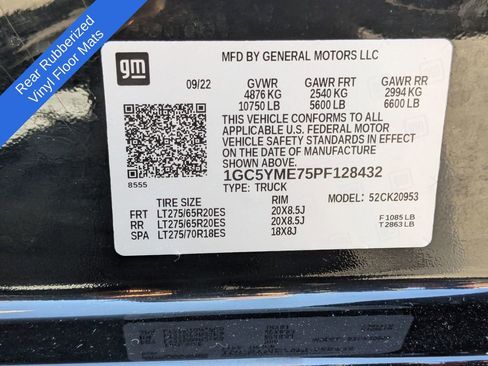 Rear Rubberized
Vinyl Floor Mats
gm
MFD BY GENERAL MOTORS LLC
09/22 GVWR GAWR FRT GAWR RR
4876 KG 2540 KG 2994 KG
10750 LB 5600 LB 6600 LB
THIS VEHICLE CONFORMS TO ALL
APPLICABLE U.S. FEDERAL MOTOR
VEHICLE SAFETY STANDARDS IN EFFECT
ON THE DATE OF MANUFACTURE
SHOWN ABOVE.
1GC5YME75PF128432
8555 TYPE: TRUCK
TIRE SIZE RIM MODEL: 52CK20953
FRT LT275/65R20ES 20X8.5J
RR LT275/65R20ES 20X8.5J
SPA LT275/70R18ES 18X8J
F 1085 LB
T 2863 LB